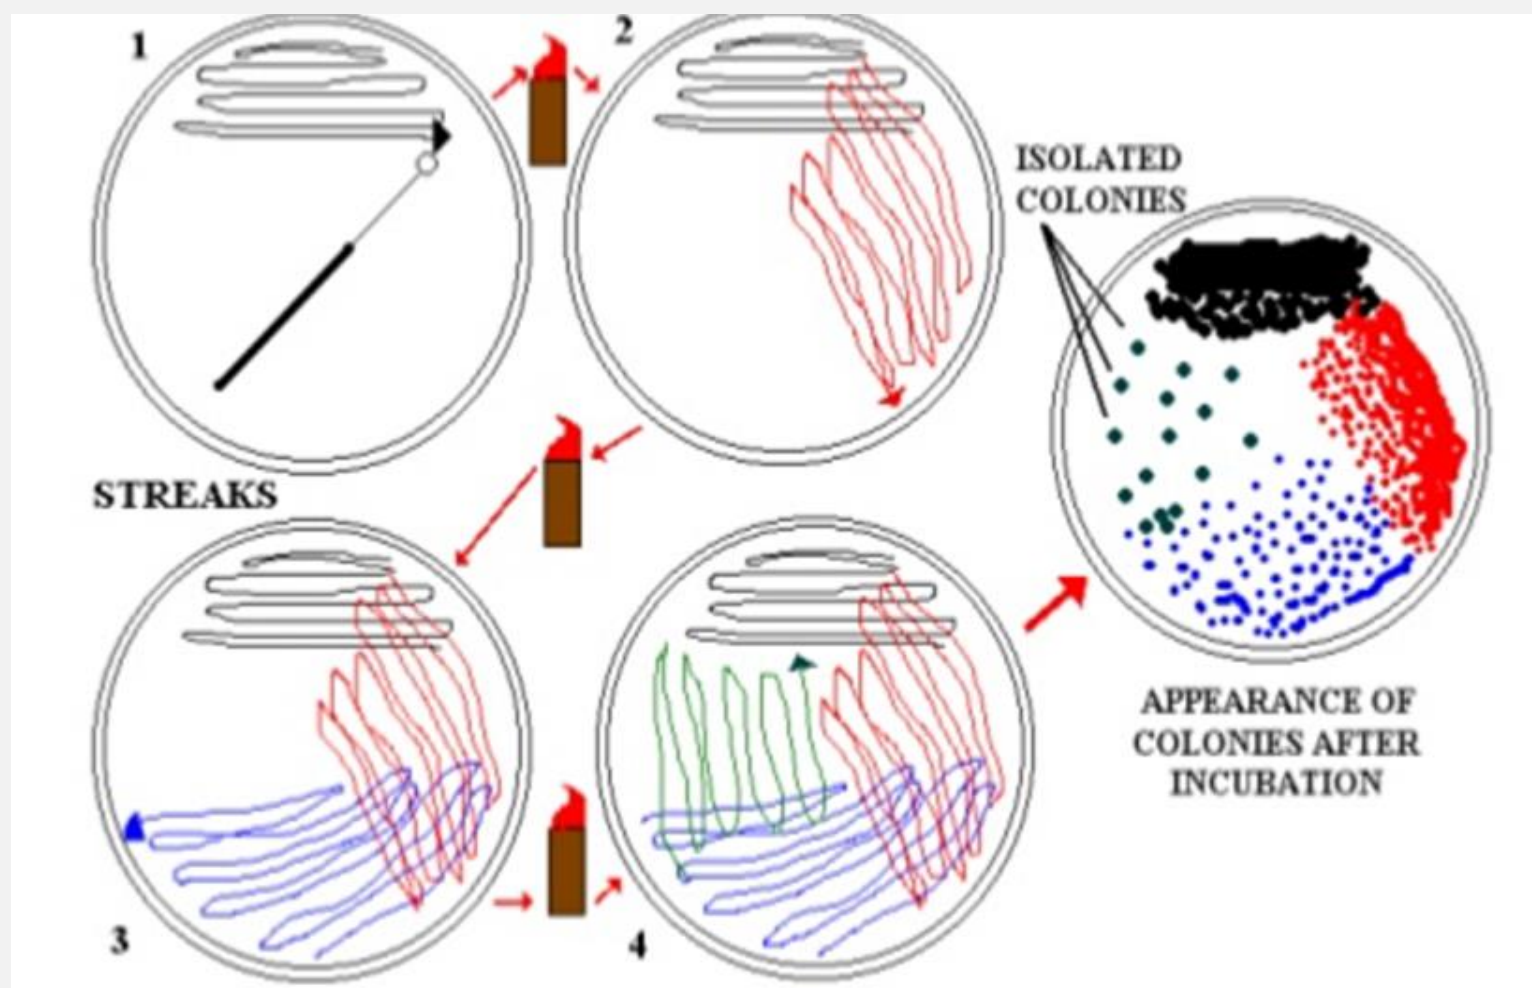 1
2
ISOLATED
COLONIES
STREAKS
3
4
APPEARANCE OF
COLONIES AFTER
INCUBATION